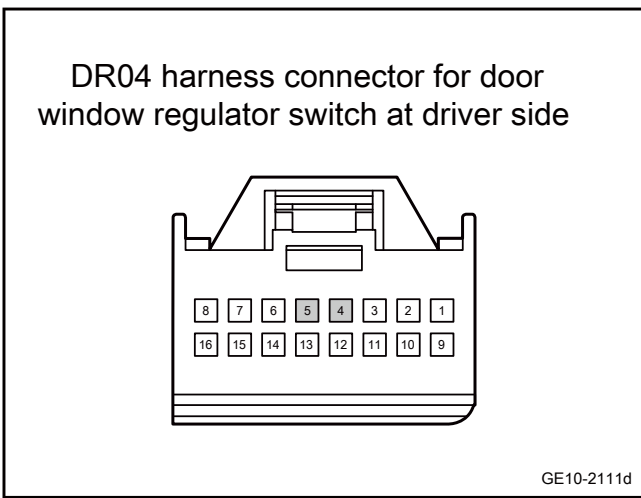 DR04 harness connector for door
window regulator switch at driver side
8 7 6 5 4 3 2 1
16 15 14 13 12 11 10 9
GE10-2111d